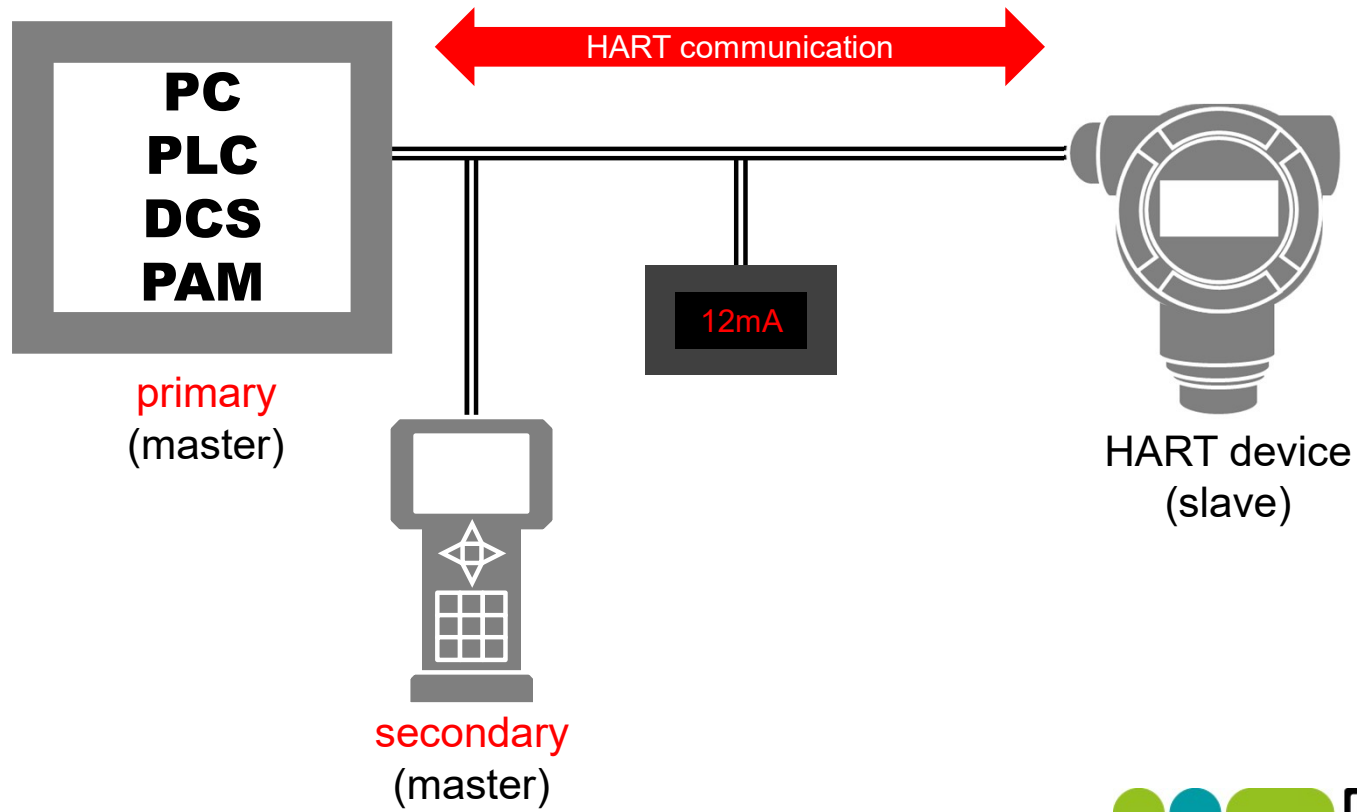 HART communication
PC
PLC
DCS
PAM
12mA
primary
(master)
HART device
(slave)
secondary
(master)